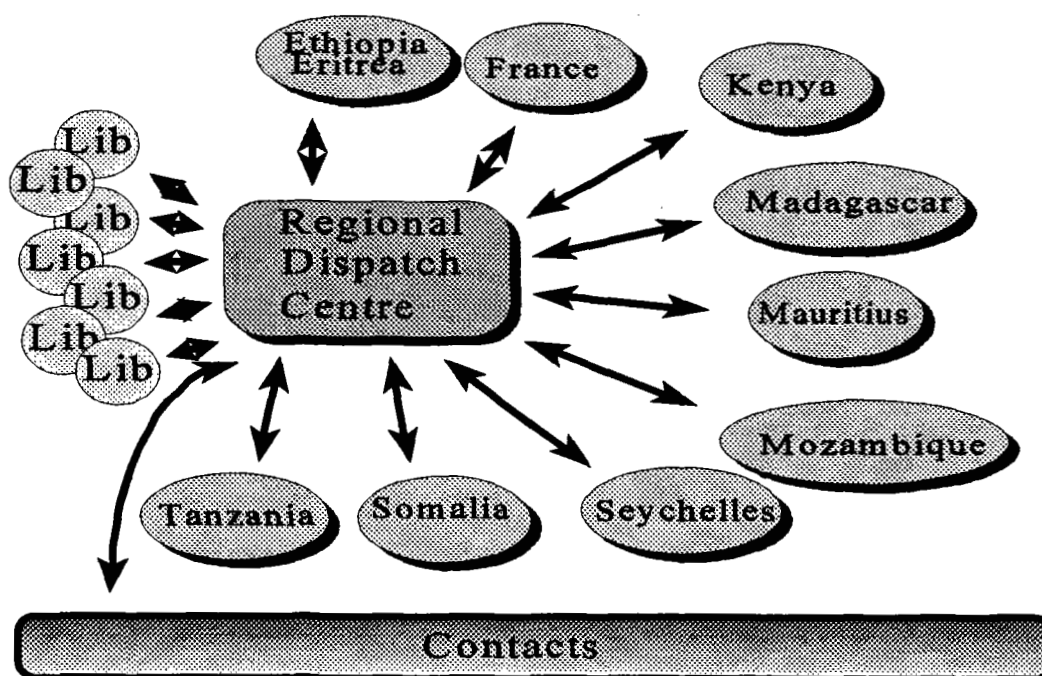 Ethiopia
Eritrea
France
Kenya
Lib
Lib
Lib
Lib
Lib
Lib
Lib
Regional
Dispatch
Centre
Madagascar
Mauritius
Mozambique
Tanzania
Somalia
Seychelles
Contacts